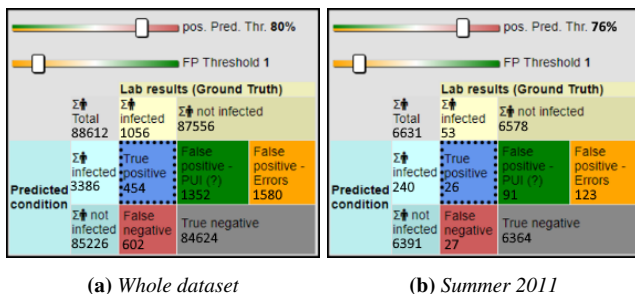 pos. Pred. Thr. 80%
FP Threshold 1
Lab results (Ground Truth)
Σ
Total
88612
Σ
infected
1056
Σ not infected
87556
Predicted
condition
Σ
infected
3386
True
positive
454
False
positive -
PUI (?)
1352
False
positive -
Errors
1580
Σ not
infected
85226
False
negative
602
True negative
84624
(a) Whole dataset
pos. Pred. Thr. 76%
FP Threshold 1
Lab results (Ground Truth)
Σ
Total
6631
Σ
infected
53
Σ not infected
6578
Predicted
condition
Σ
infected
240
True
positive
26
False
positive -
PUI (?)
91
False
positive -
Errors
123
Σ not
infected
6391
False
negative
27
True negative
6364
(b) Summer 2011